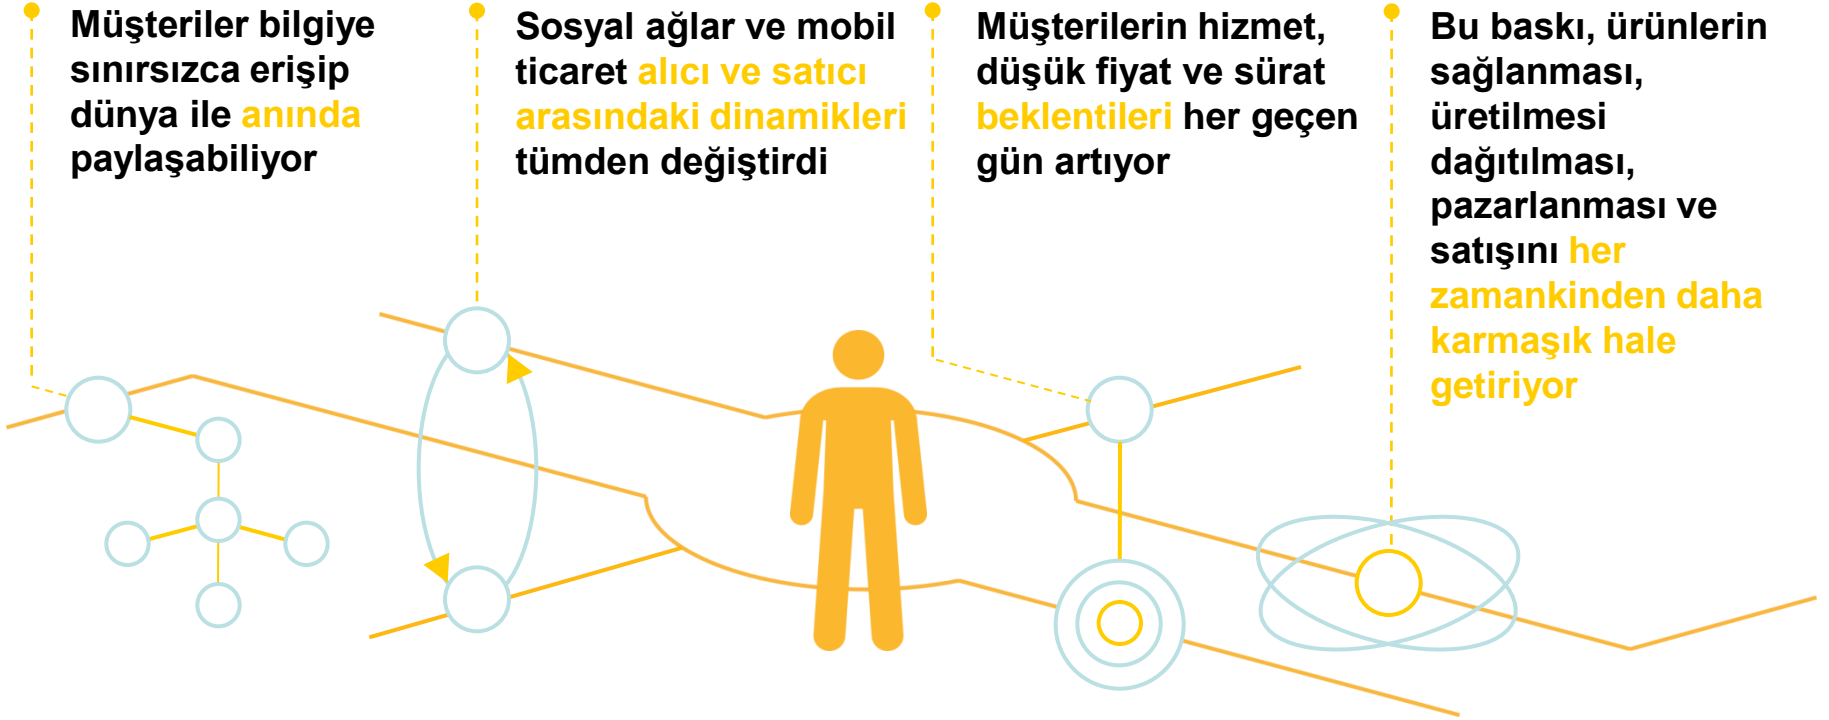 Müşteriler bilgiye
sınırsızca erişip
dünya ile anında
paylaşabiliyor
Sosyal ağlar ve mobil
ticaret alıcı ve satıcı
arasındaki dinamikleri
tümden değiştirdi
Müşterilerin hizmet,
düşük fiyat ve sürat
beklentileri her geçen
gün artıyor
Bu baskı, ürünlerin
sağlanması,
üretilmesi
dağıtılması,
pazarlanması ve
satışını her
zamankinden daha
karmaşık hale
getiriyor